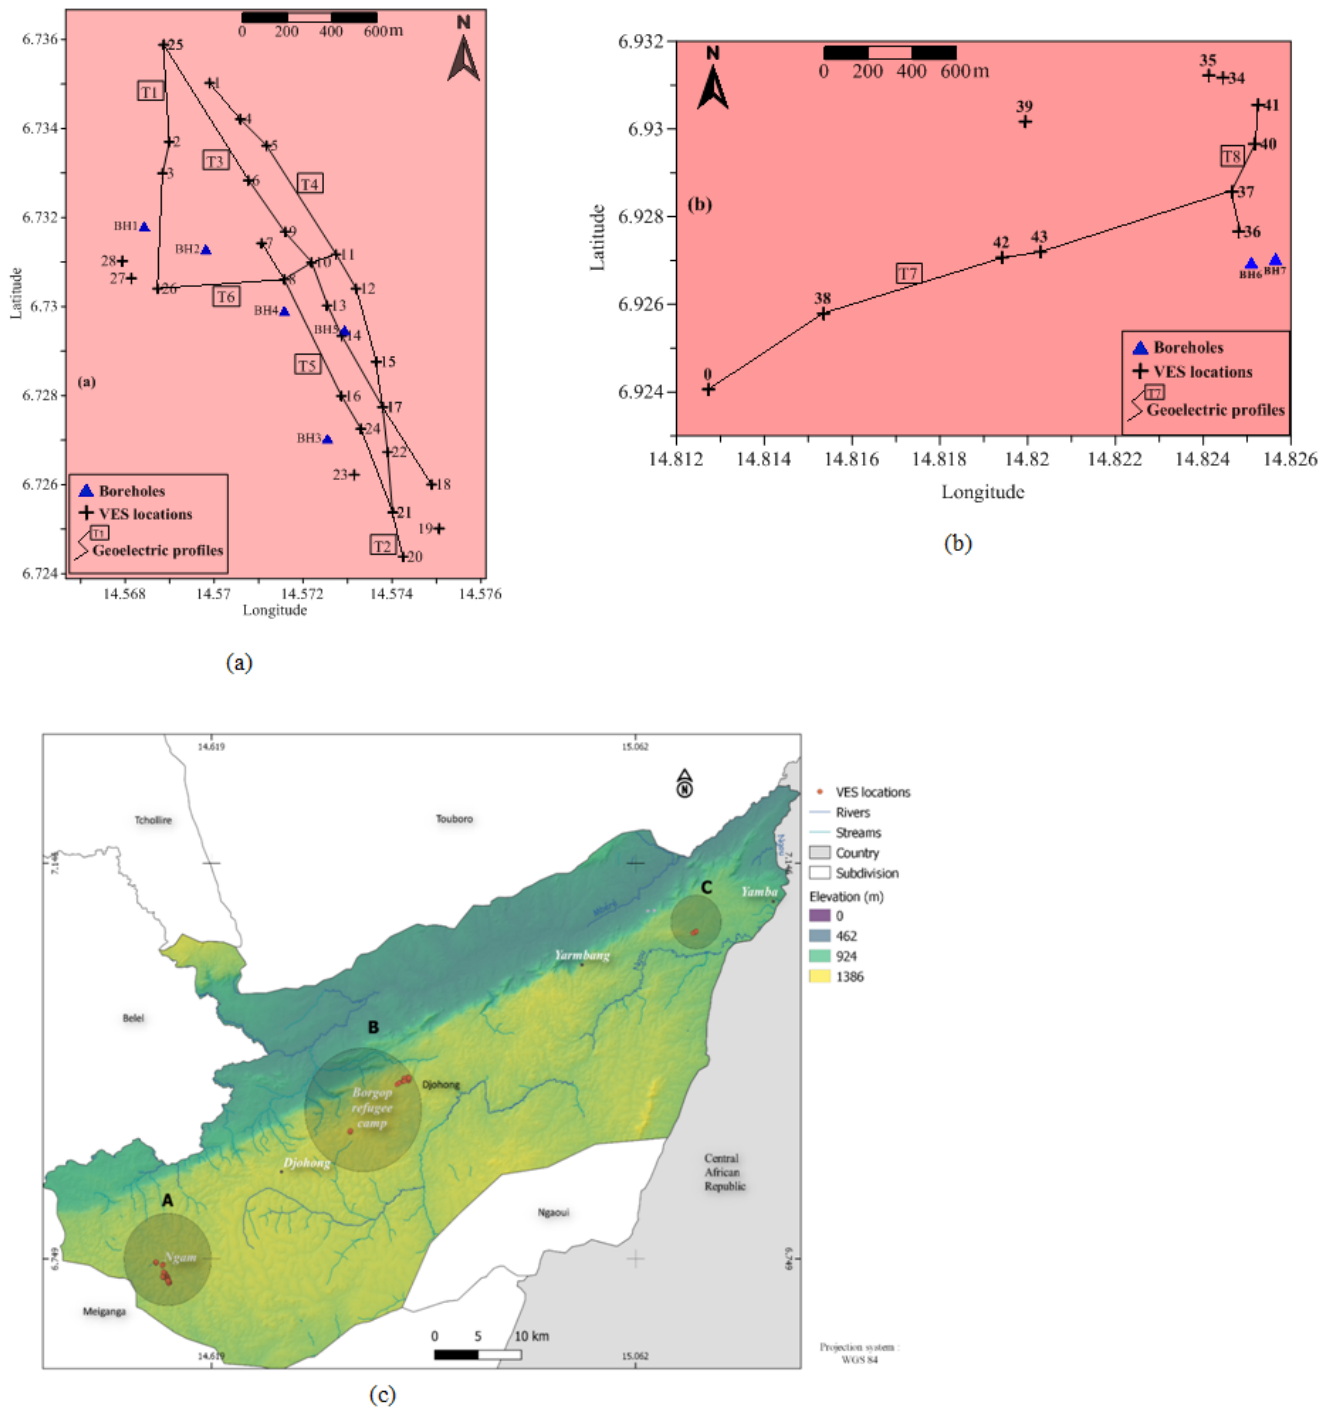 N
0 200 400 600m
6.736
6.734
6.732
6.73
6.728
6.726
6.724
Latitude
25
1
T1
4
2
5
T3
3
6
T4
BH1
9
7
BH2
11
28
10
27
8
26
12
T6
13
BH4
BH5
14
T5
15
(a)
16
17
24
BH3
22
23
18
21
19
T2
20
Boreholes
VES locations
T1
Geoelectric profiles
14.568 14.57 14.572 14.574 14.576
Longitude
(a)
N
0 200 400 600m
6.932
6.93
6.928
6.926
6.924
Latitude
35
34
41
39
40
T8
37
(b)
36
42 43
BH6 BH7
T7
38
0
Boreholes
VES locations
T7
Geoelectric profiles
14.812 14.814 14.816 14.818 14.82 14.822 14.824 14.826
Longitude
(b)
14.619 15.062
N
Tchollire
Touboro
VES locations
Rivers
Streams
Country
Subdivision
Elevation (m)
0
462
924
1386
7.146
C
Yamba
Yarmbang
Belel
B
Borgop
refugee
camp
Djohong
Djohong
Central
African
Republic
A
Ngam
Ngaoui
6.749 6.749
Meiganga
0 5 10 km
14.619 15.062
Projection system :
WGS 84
(c)